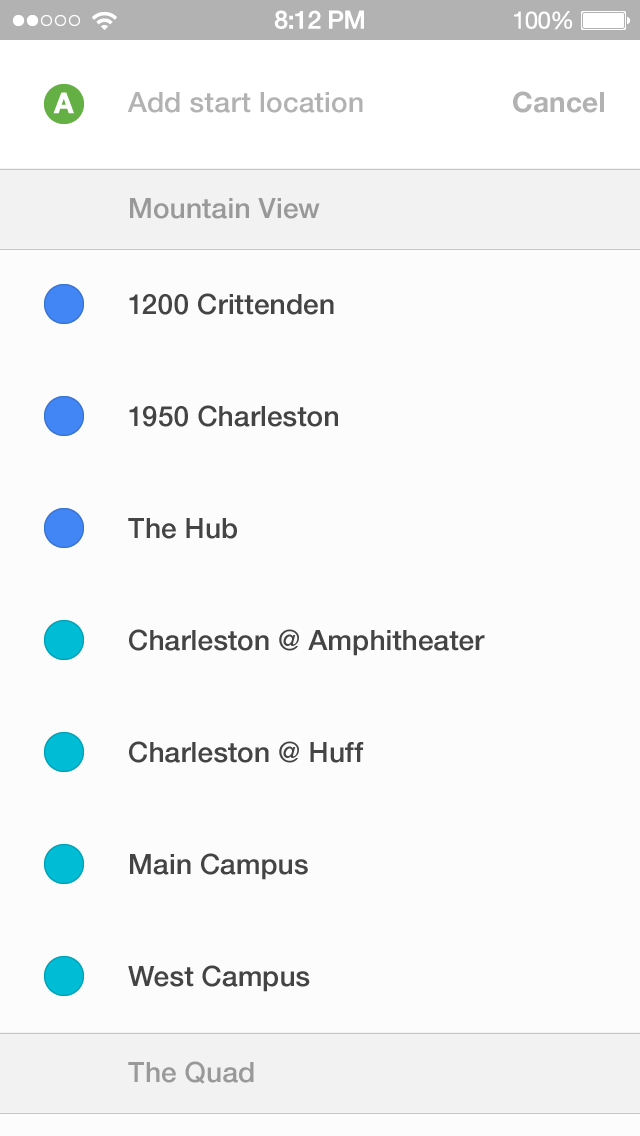 8:12 PM 100%
A Add start location Cancel
Mountain View
1200 Crittenden
1950 Charleston
The Hub
Charleston @ Amphitheater
Charleston @ Huff
Main Campus
West Campus
The Quad